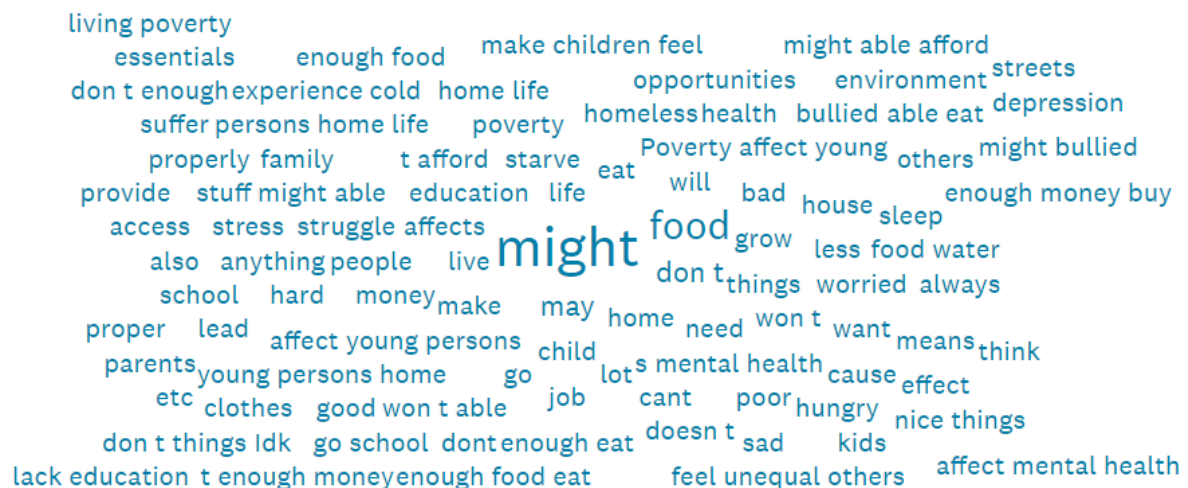 living poverty
essentials enough food make children feel might able afford
don t enough experience cold home life opportunities environment streets
suffer persons home life poverty homeless health bullied able eat depression
properly family t afford starve eat Poverty affect young others might bullied
provide stuff might able education life will bad house sleep enough money buy
access stress struggle affects might food grow less food water
also anything people live don t things worried always
school hard money make may home need won t want means think
proper lead affect young persons child lot s mental health cause effect
parents young persons home go job cant poor hungry nice things
etc clothes good won t able doesn t sad kids
don t things Idk go school dont enough eat
lack education t enough money enough food eat feel unequal others affect mental health